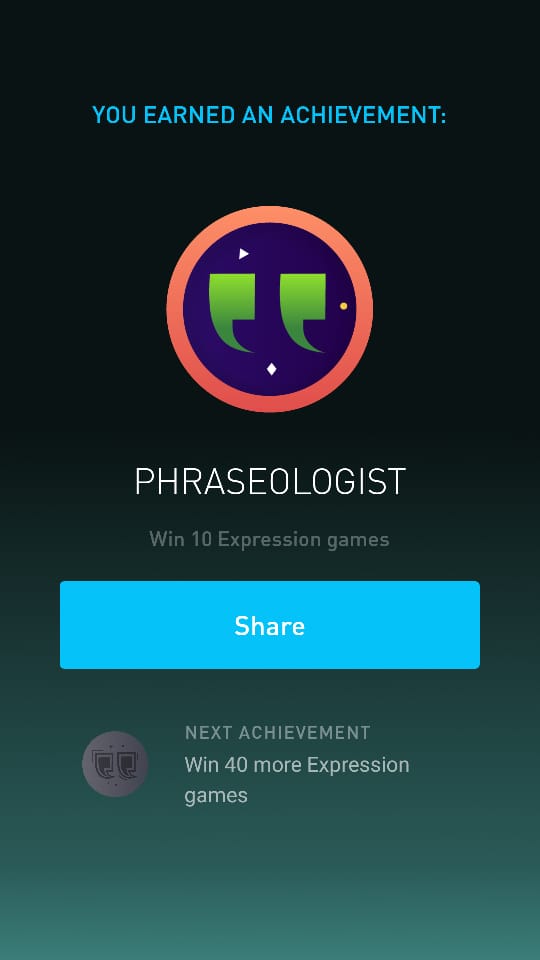 YOU EARNED AN ACHIEVEMENT:
PHRASEOLOGIST
Win 10 Expression games
Share
NEXT ACHIEVEMENT
Win 40 more Expression
games